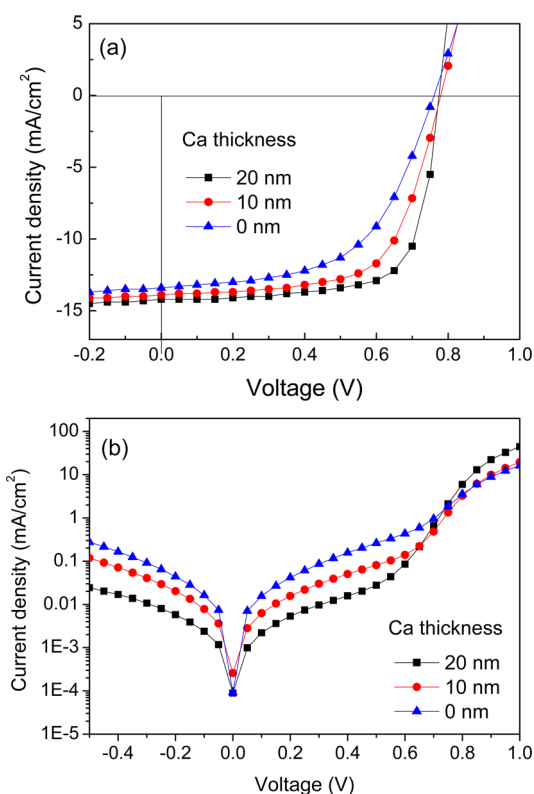 (a)
Current density (mA/cm²)
5
0
-5
-10
-15
Ca thickness
20 nm
10 nm
0 nm
-0.2 0.0 0.2 0.4 0.6 0.8 1.0
Voltage (V)
(b)
Current density (mA/cm²)
100
10
1
0.1
0.01
1E-3
1E-4
1E-5
Ca thickness
20 nm
10 nm
0 nm
-0.4 -0.2 0.0 0.2 0.4 0.6 0.8 1.0
Voltage (V)